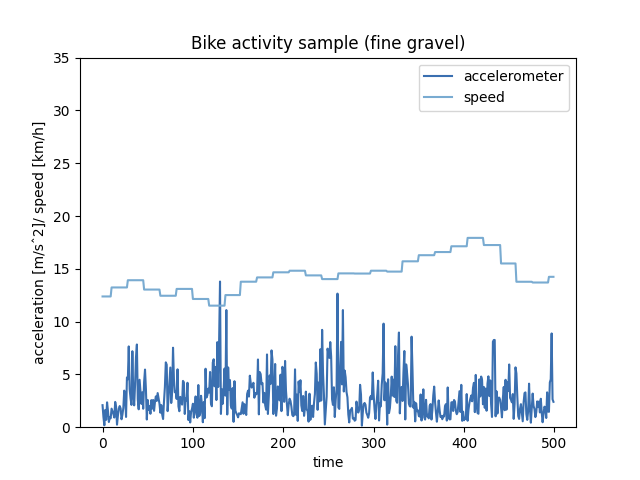 Bike activity sample (fine gravel)
accelerometer
speed
35
30
25
20
15
10
5
0
acceleration [m/s^2]/ speed [km/h]
0 100 200 300 400 500
time